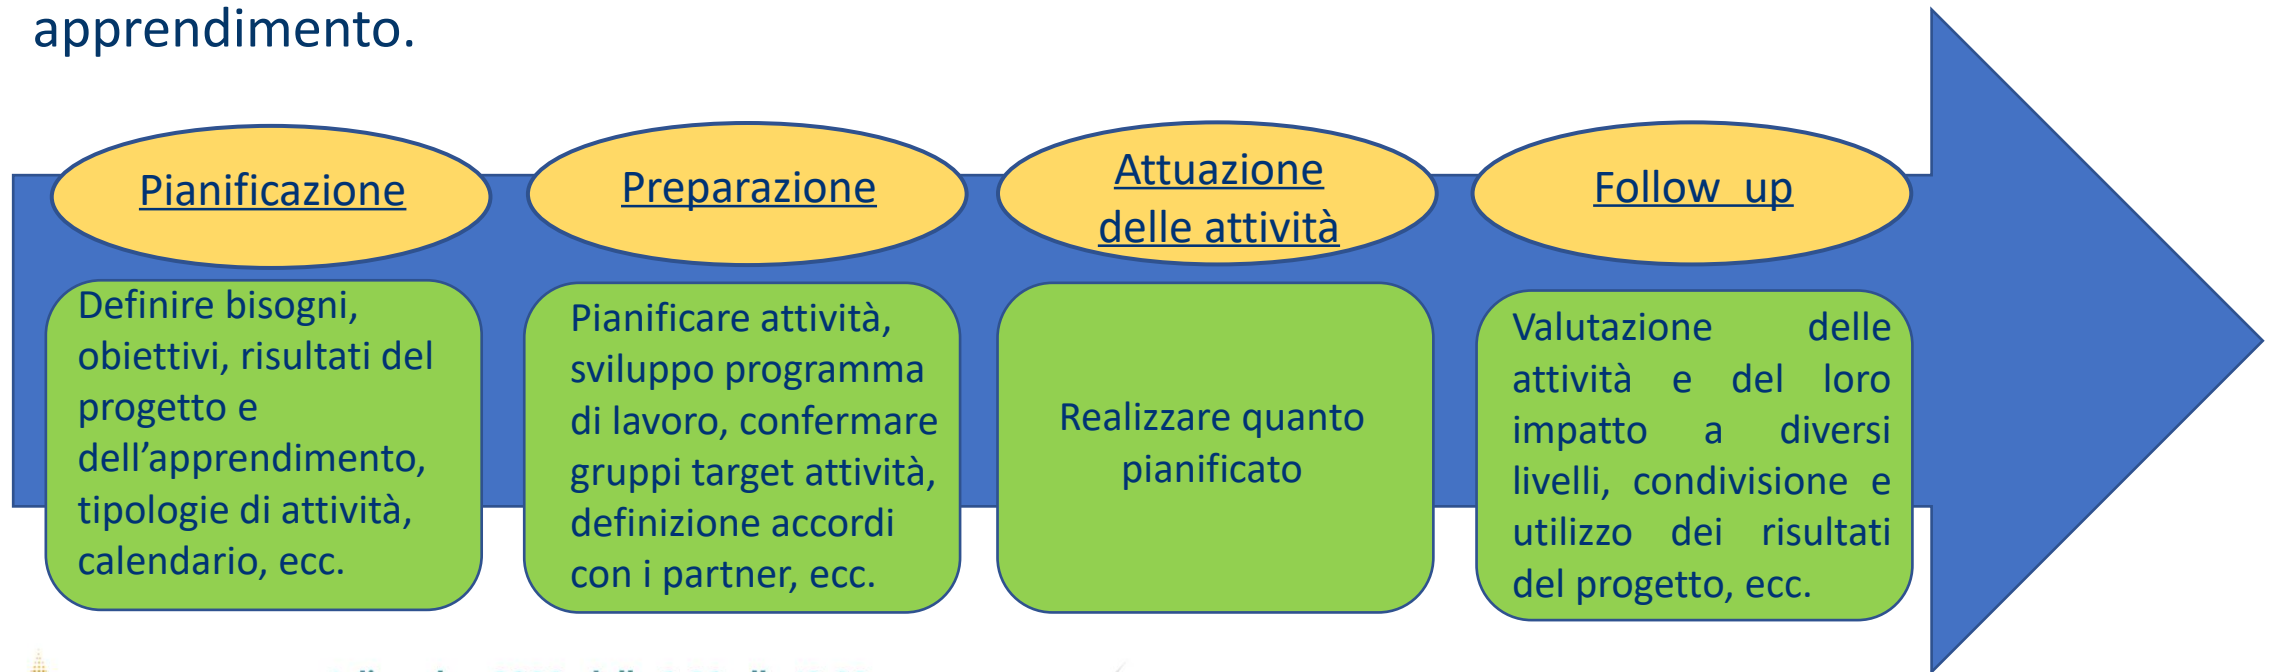 apprendimento.
Pianificazione
Definire bisogni,
obiettivi, risultati del
progetto e
dell’apprendimento,
tipologie di attività,
calendario, ecc.
Preparazione
Pianificare attività,
sviluppo programma
di lavoro, confermare
gruppi target attività,
definizione accordi
con i partner, ecc.
Attuazione
delle attività
Realizzare quanto
pianificato
Follow up
Valutazione delle
attività e del loro
impatto a diversi
livelli, condivisione e
utilizzo dei risultati
del progetto, ecc.